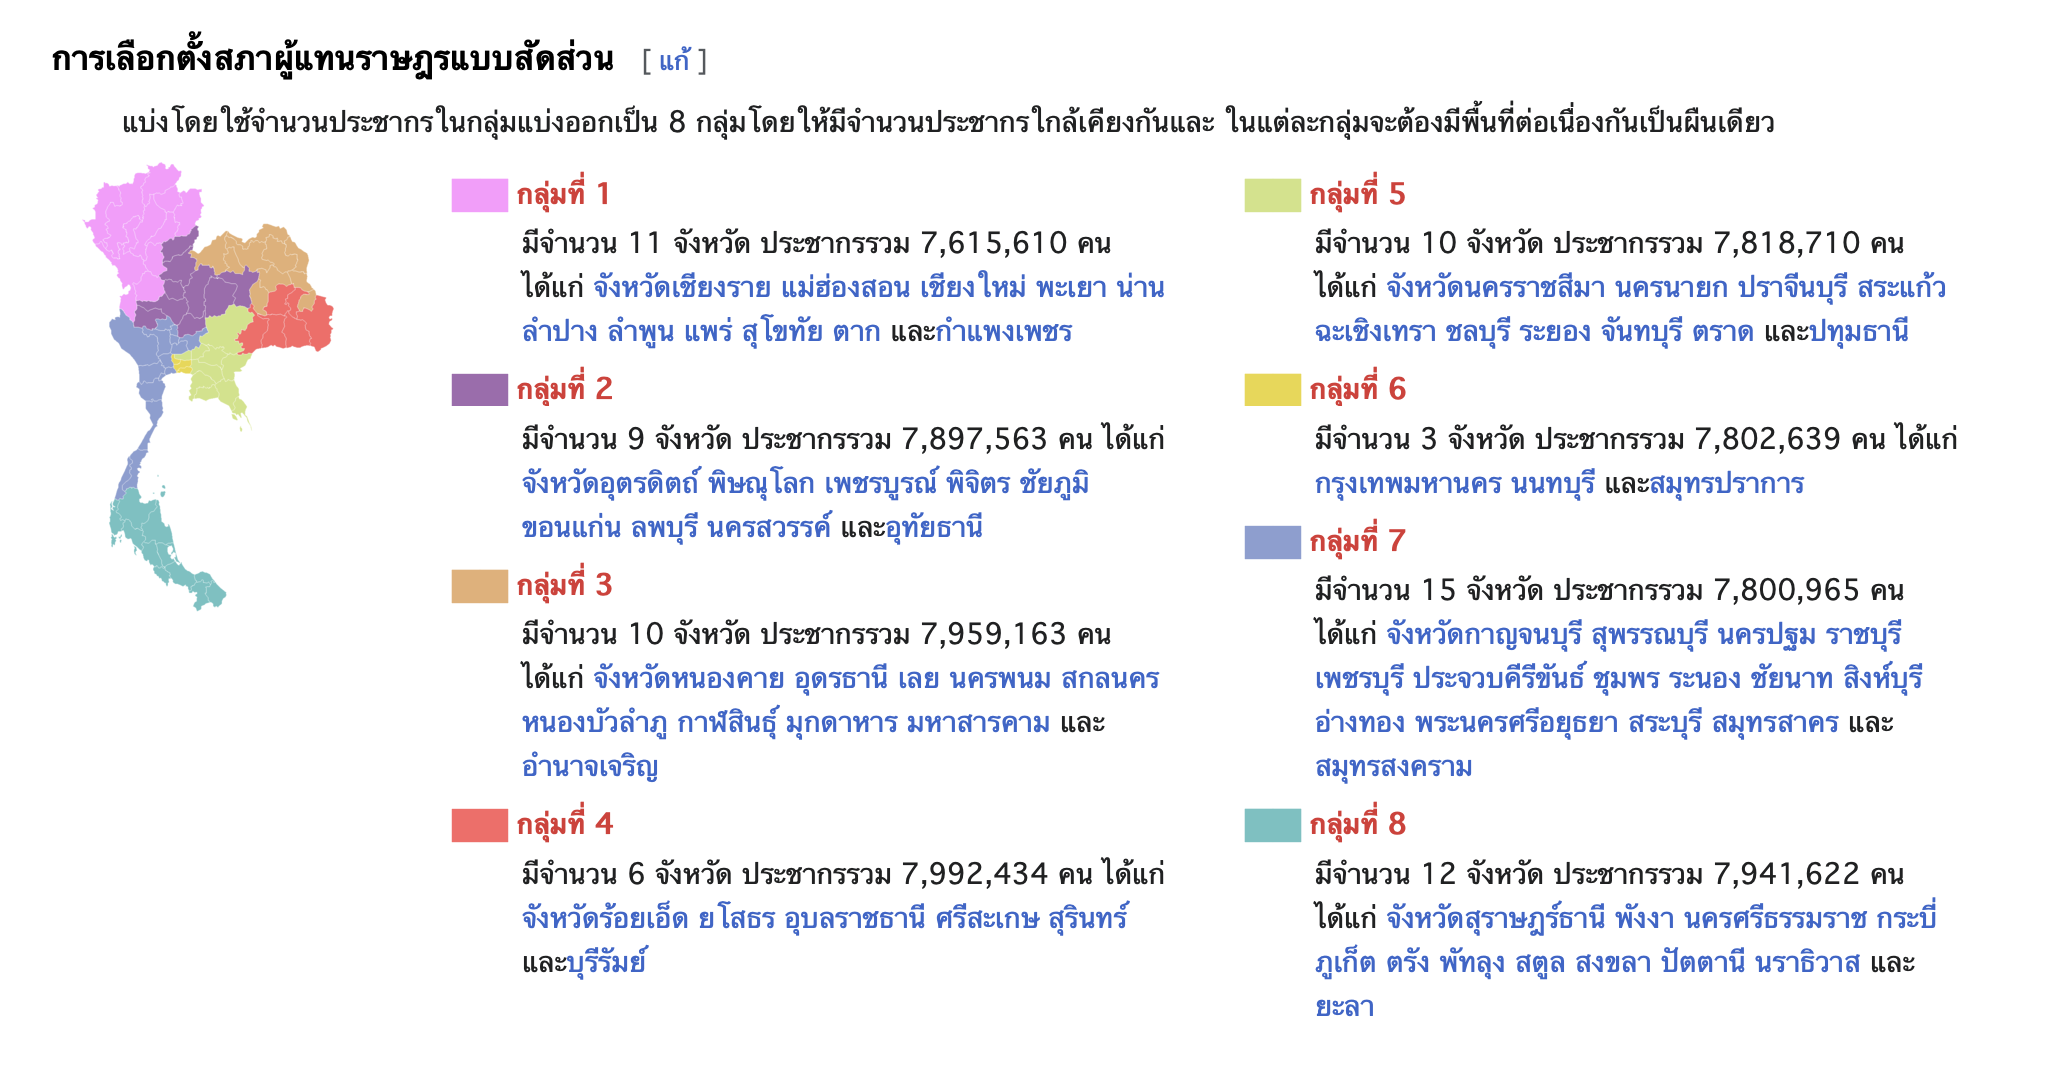 การเลือกตั้งสภาผู้แทนราษฎรแบบสัดส่วน [ แก้ ]
แบ่งโดยใช้จำนวนประชากรในกลุ่มแบ่งออกเป็น 8 กลุ่มโดยให้มีจำนวนประชากรใกล้เคียงกันและ ในแต่ละกลุ่มจะต้องมีพื้นที่ต่อเนื่องกันเป็นผืนเดียว
กลุ่มที่ 1
มีจำนวน 11 จังหวัด ประชากรรวม 7,615,610 คน
ได้แก่ จังหวัดเชียงราย แม่ฮ่องสอน เชียงใหม่ พะเยา น่าน
ลำปาง ลำพูน แพร่ สุโขทัย ตาก และกำแพงเพชร
กลุ่มที่ 2
มีจำนวน 9 จังหวัด ประชากรรวม 7,897,563 คน ได้แก่
จังหวัดอุตรดิตถ์ พิษณุโลก เพชรบูรณ์ พิจิตร ชัยภูมิ
ขอนแก่น ลพบุรี นครสวรรค์ และอุทัยธานี
กลุ่มที่ 3
มีจำนวน 10 จังหวัด ประชากรรวม 7,959,163 คน
ได้แก่ จังหวัดหนองคาย อุดรธานี เลย นครพนม สกลนคร
หนองบัวลำภู กาฬสินธุ์ มุกดาหาร มหาสารคาม และ
อำนาจเจริญ
กลุ่มที่ 4
มีจำนวน 6 จังหวัด ประชากรรวม 7,992,434 คน ได้แก่
จังหวัดร้อยเอ็ด ยโสธร อุบลราชธานี ศรีสะเกษ สุรินทร์
และบุรีรัมย์
กลุ่มที่ 5
มีจำนวน 10 จังหวัด ประชากรรวม 7,818,710 คน
ได้แก่ จังหวัดนครราชสีมา นครนายก ปราจีนบุรี สระแก้ว
ฉะเชิงเทรา ชลบุรี ระยอง จันทบุรี ตราด และปทุมธานี
กลุ่มที่ 6
มีจำนวน 3 จังหวัด ประชากรรวม 7,802,639 คน ได้แก่
กรุงเทพมหานคร นนทบุรี และสมุทรปราการ
กลุ่มที่ 7
มีจำนวน 15 จังหวัด ประชากรรวม 7,800,965 คน
ได้แก่ จังหวัดกาญจนบุรี สุพรรณบุรี นครปฐม ราชบุรี
เพชรบุรี ประจวบคีรีขันธ์ ชุมพร ระนอง ชัยนาท สิงห์บุรี
อ่างทอง พระนครศรีอยุธยา สระบุรี สมุทรสาคร และ
สมุทรสงคราม
กลุ่มที่ 8
มีจำนวน 12 จังหวัด ประชากรรวม 7,941,622 คน
ได้แก่ จังหวัดสุราษฎร์ธานี พังงา นครศรีธรรมราช กระบี่
ภูเก็ต ตรัง พัทลุง สตูล สงขลา ปัตตานี นราธิวาส และ
ยะลา